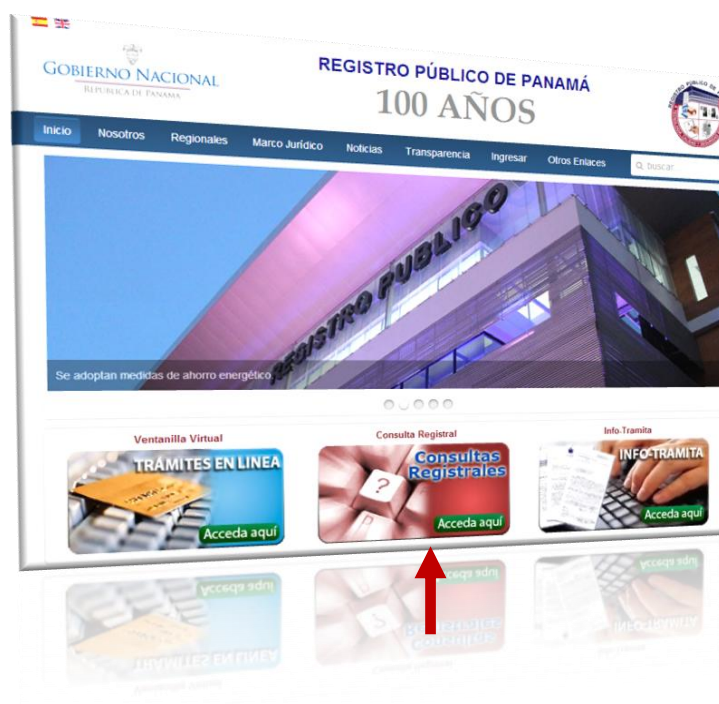 GOBIERNO NACIONAL
REPÚBLICA DE PANAMÁ
REGISTRO PÚBLICO DE PANAMÁ
100 AÑOS
Inicio Nosotros Regionales Marco Jurídico Noticias Transparencia Ingresar Otros Enlaces buscar
REGISTRO PUBLICO
Se adoptan medidas de ahorro energético
Ventanilla Virtual
TRÁMITES EN LINEA
Acceda aquí
Consulta Registral
Consultas
Registrales
Acceda aquí
Info-Tramita
INFO-TRAMITA
Acceda aquí